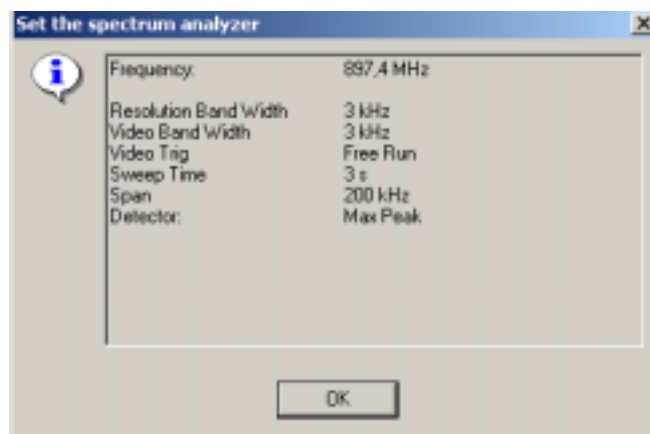 Set the spectrum analyzer
Frequency: 897,4 MHz
Resolution Band Width 3 kHz
Video Band Width 3 kHz
Video Trig Free Run
Sweep Time 3 s
Span 200 kHz
Detector: Max Peak
OK